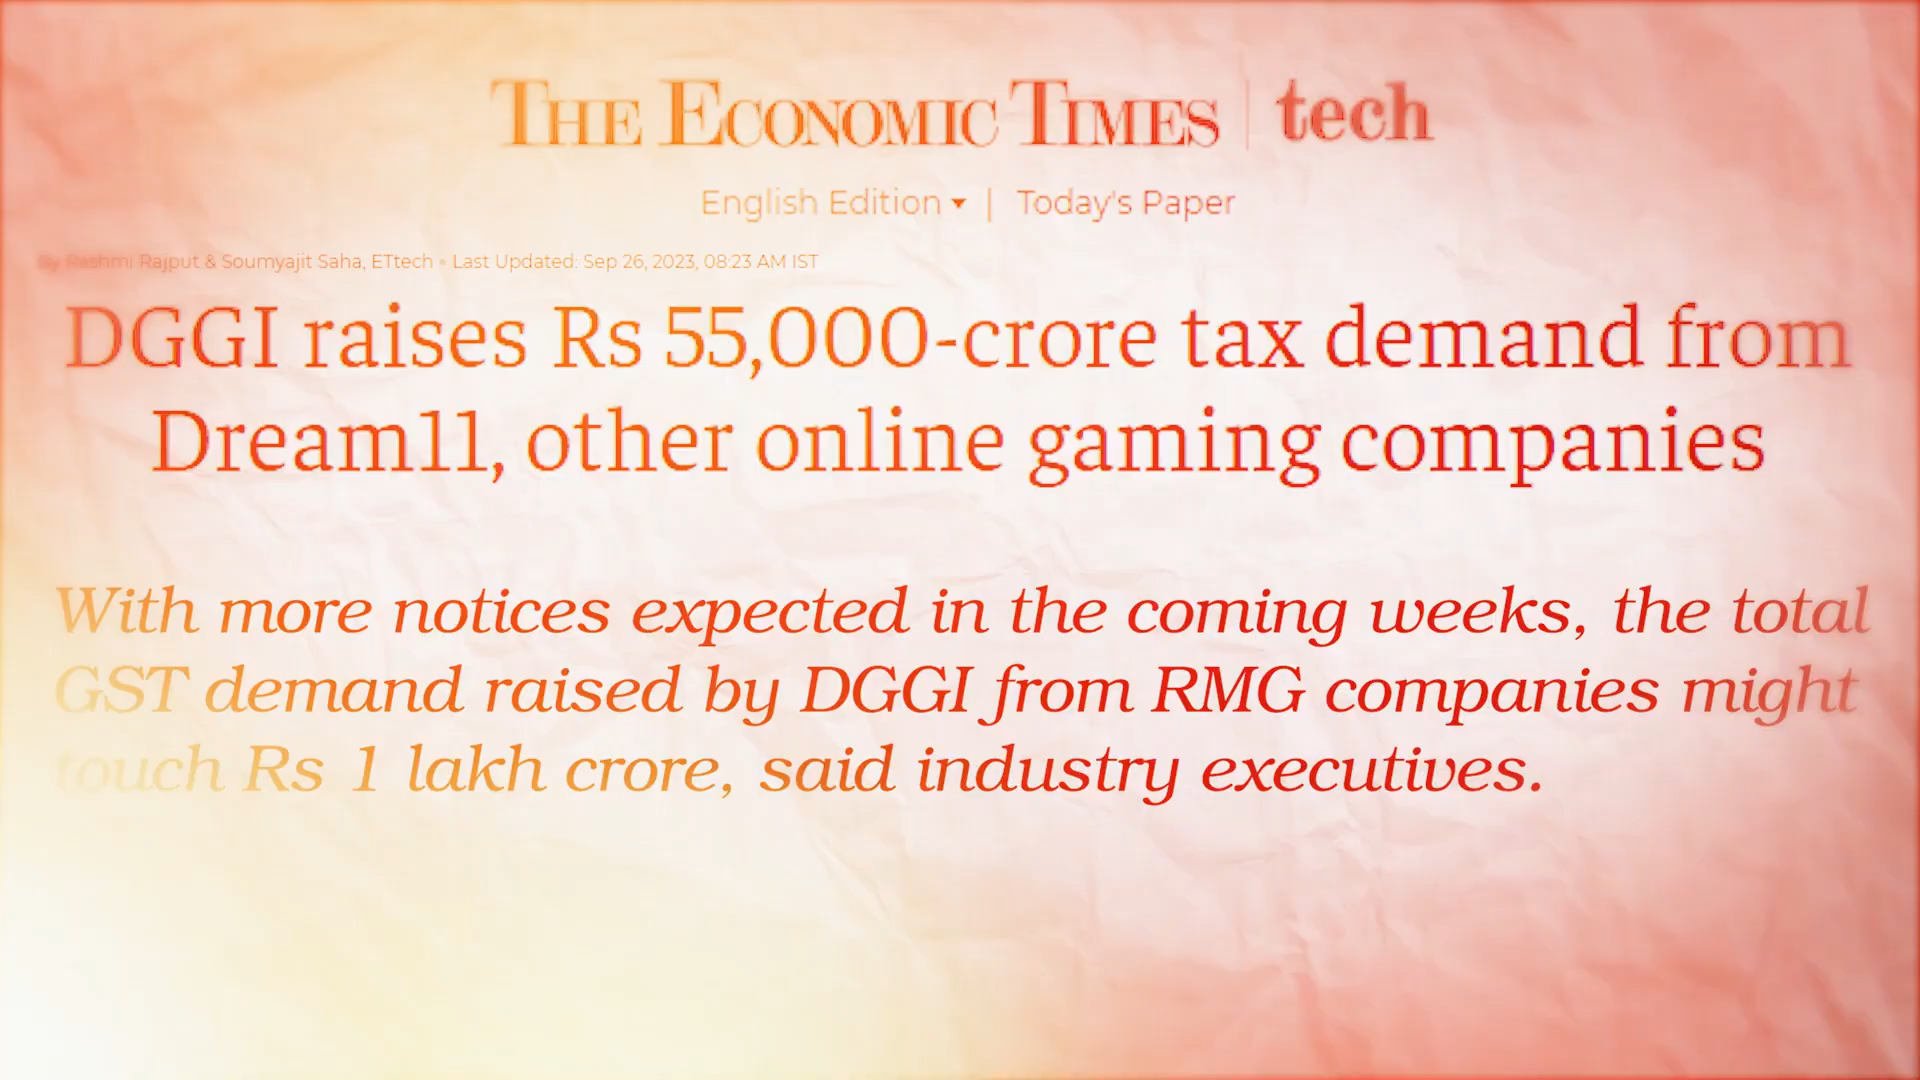 THE ECONOMIC TIMES | tech
English Edition ▾ | Today's Paper
By Rashmi Rajput & Soumyajit Saha, ETtech • Last Updated: Sep 26, 2023, 08:23 AM IST
DGGI raises Rs 55,000-crore tax demand from
Dream11, other online gaming companies
With more notices expected in the coming weeks, the total
GST demand raised by DGGI from RMG companies might
touch Rs 1 lakh crore, said industry executives.